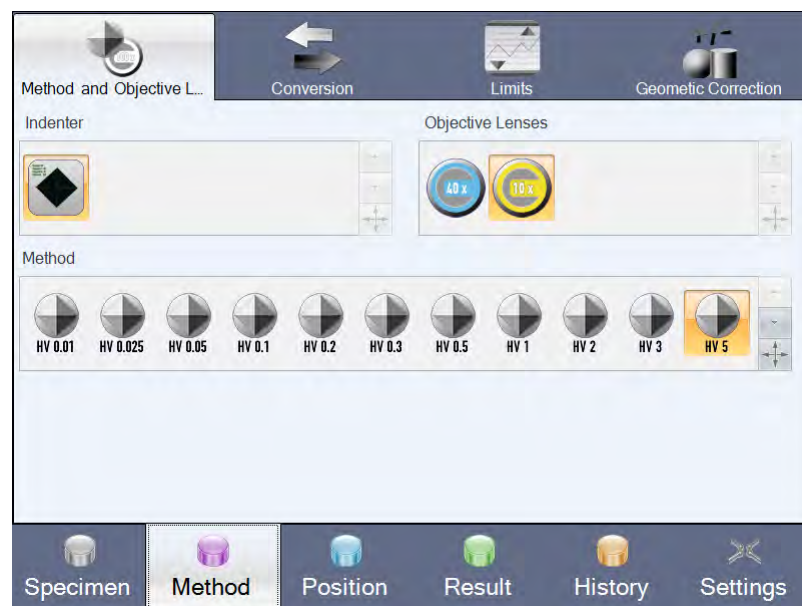 Method and Objective L...
Conversion
Limits
Geometic Correction
Indenter
Objective Lenses
40 x
10 x
Method
HV 0.01
HV 0.025
HV 0.05
HV 0.1
HV 0.2
HV 0.3
HV 0.5
HV 1
HV 2
HV 3
HV 5
Specimen
Method
Position
Result
History
Settings